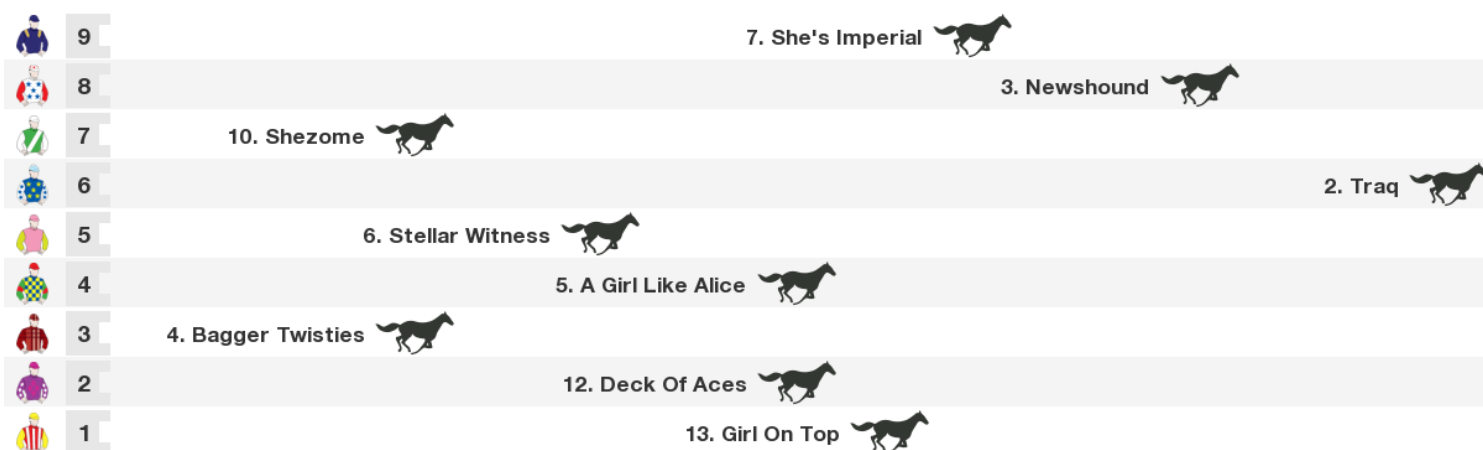 9 7. She's Imperial
8 3. Newshound
7 10. Shezome
6 2. Traq
5 6. Stellar Witness
4 5. A Girl Like Alice
3 4. Bagger Twisties
2 12. Deck Of Aces
1 13. Girl On Top